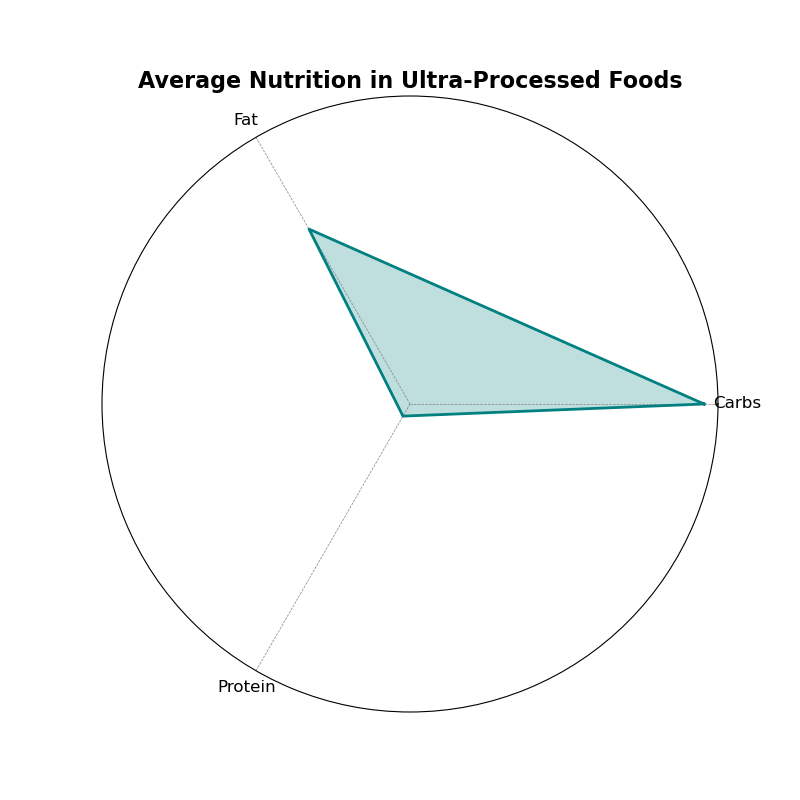 Average Nutrition in Ultra-Processed Foods
Fat
Carbs
Protein